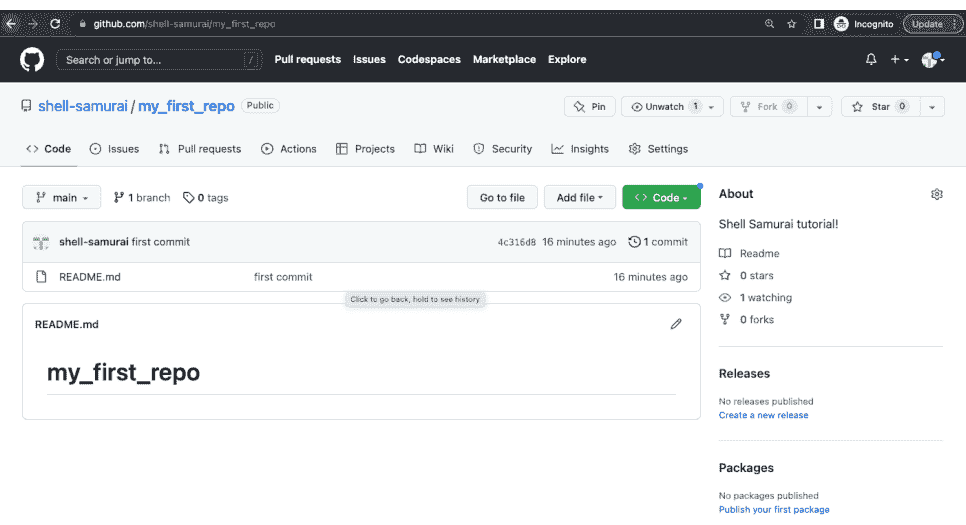 github.com/shell-samurai/my_first_repo Incognito Update
Search or jump to... / Pull requests Issues Codespaces Marketplace Explore
shell-samurai / my_first_repo Public Pin Unwatch 1 Fork 0 Star 0
<> Code Issues Pull requests Actions Projects Wiki Security Insights Settings
main 1 branch 0 tags Go to file Add file <> Code
shell-samurai first commit 4c316d8 16 minutes ago 1 commit
README.md first commit 16 minutes ago
Click to go back, hold to see history
README.md
my_first_repo
About
Shell Samurai tutorial!
Readme
0 stars
1 watching
0 forks
Releases
No releases published
Create a new release
Packages
No packages published
Publish your first package